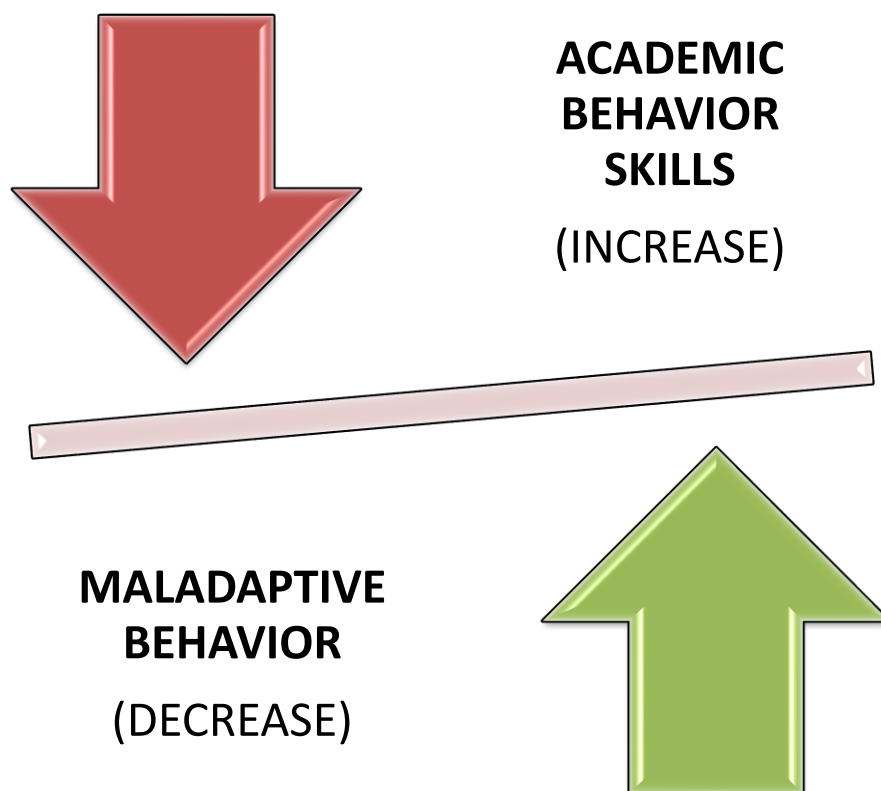 ACADEMIC
BEHAVIOR
SKILLS
(INCREASE)
MALADAPTIVE
BEHAVIOR
(DECREASE)